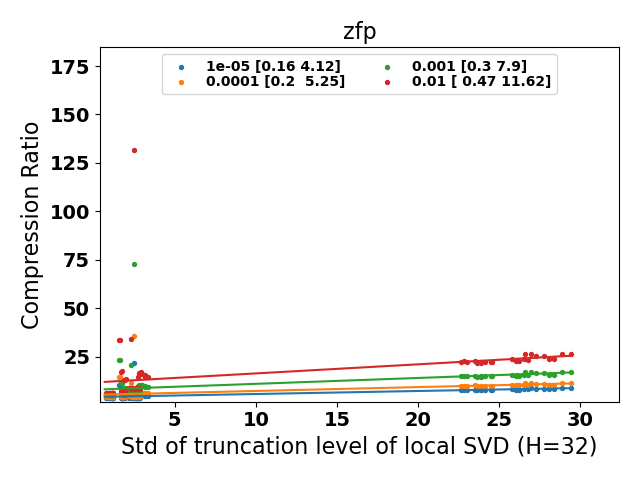 zfp
1e-05 [0.16 4.12]
0.0001 [0.2  5.25]
0.001 [0.3 7.9]
0.01 [ 0.47 11.62]
Compression Ratio
175
150
125
100
75
50
25
5 10 15 20 25 30
Std of truncation level of local SVD (H=32)